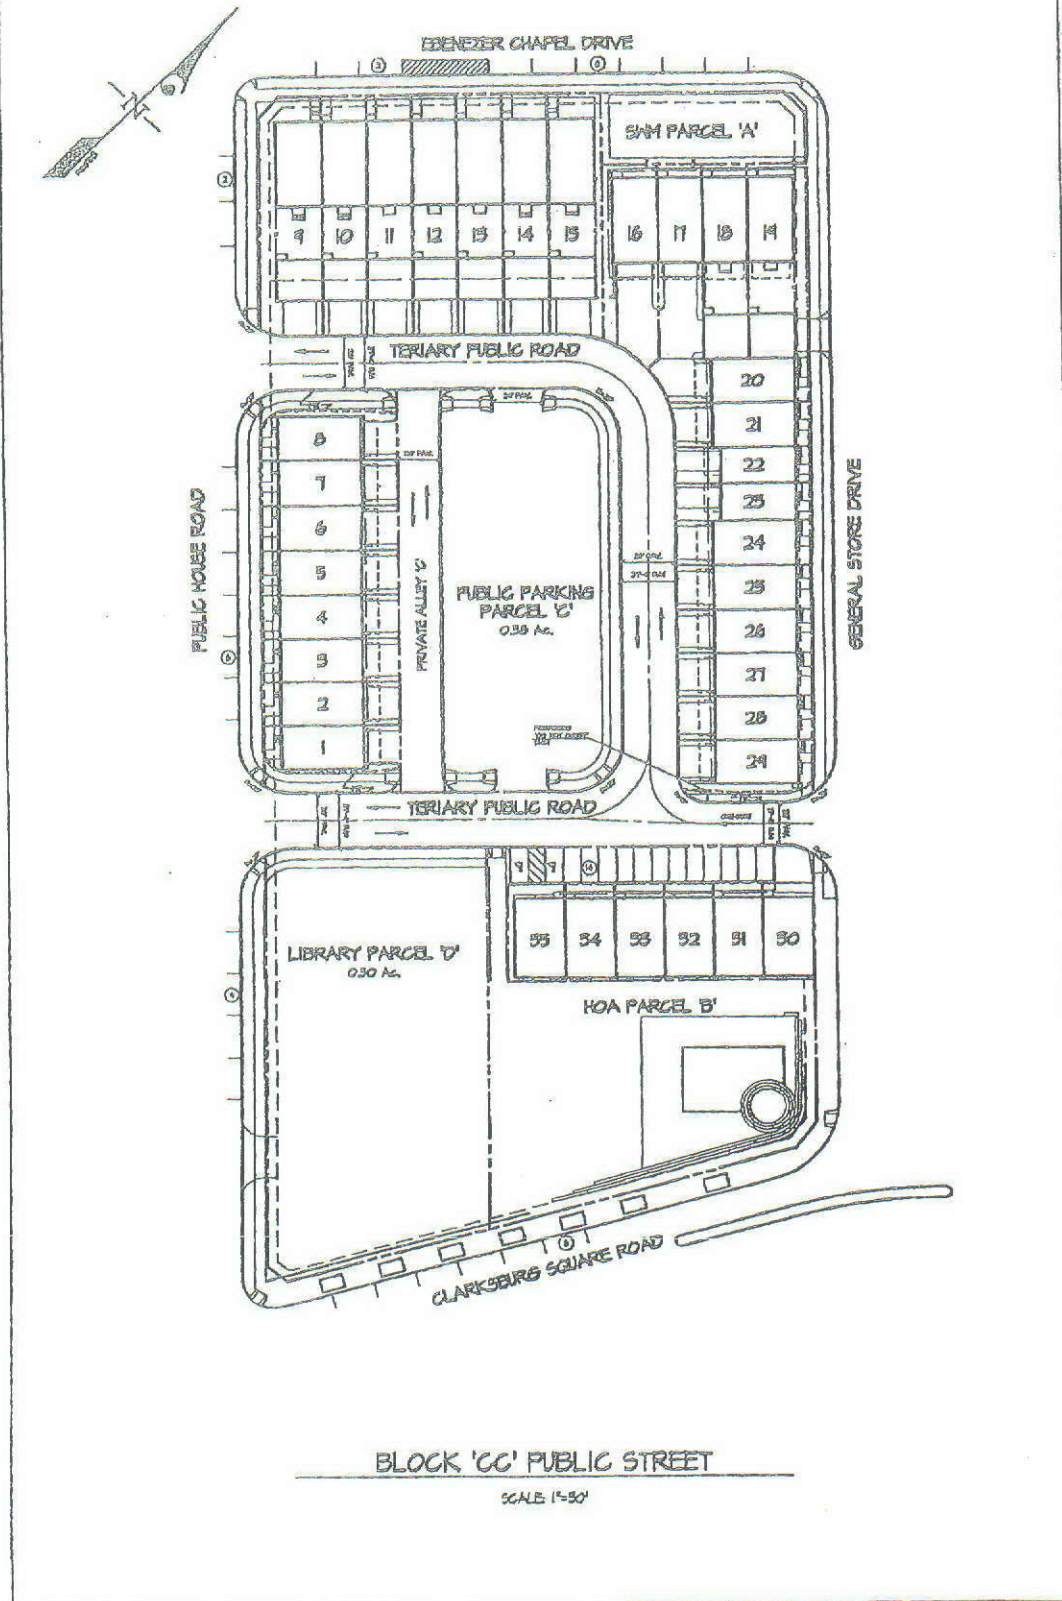 EBENEZER CHAPEL DRIVE
SWM PARCEL 'A'
N
9 10 11 12 13 14 15
16 17 18 19
TERIARY PUBLIC ROAD
20
21
22
23
24
25
26
27
28
29
8
7
6
5
4
3
2
1
PUBLIC HOUSE ROAD
PRIVATE ALLEY 'C'
PUBLIC PARKING
PARCEL 'C'
0.38 Ac.
GENERAL STORE DRIVE
TERIARY PUBLIC ROAD
LIBRARY PARCEL 'D'
0.30 Ac.
35 34 33 32 31 30
HOA PARCEL 'B'
CLARKSBURG SQUARE ROAD
BLOCK 'CC' PUBLIC STREET
SCALE 1"=50'